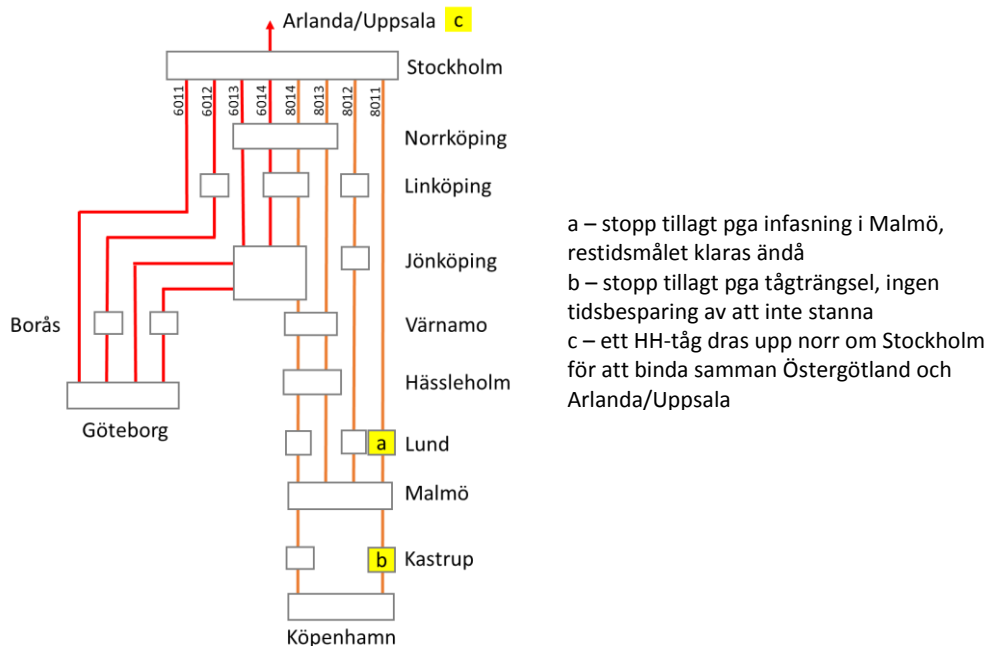 Arlanda/Uppsala c
Stockholm
6011 6012 6013 6014 8014 8013 8012 8011
Norrköping
Linköping
Jönköping
Borås
Värnamo
Hässleholm
Göteborg
a Lund
Malmö
b Kastrup
Köpenhamn
a – stopp tillagt pga infasning i Malmö,
restidsmålet klaras ändå
b – stopp tillagt pga tågträngsel, ingen
tidsbesparing av att inte stanna
c – ett HH-tåg dras upp norr om Stockholm
för att binda samman Östergötland och
Arlanda/Uppsala